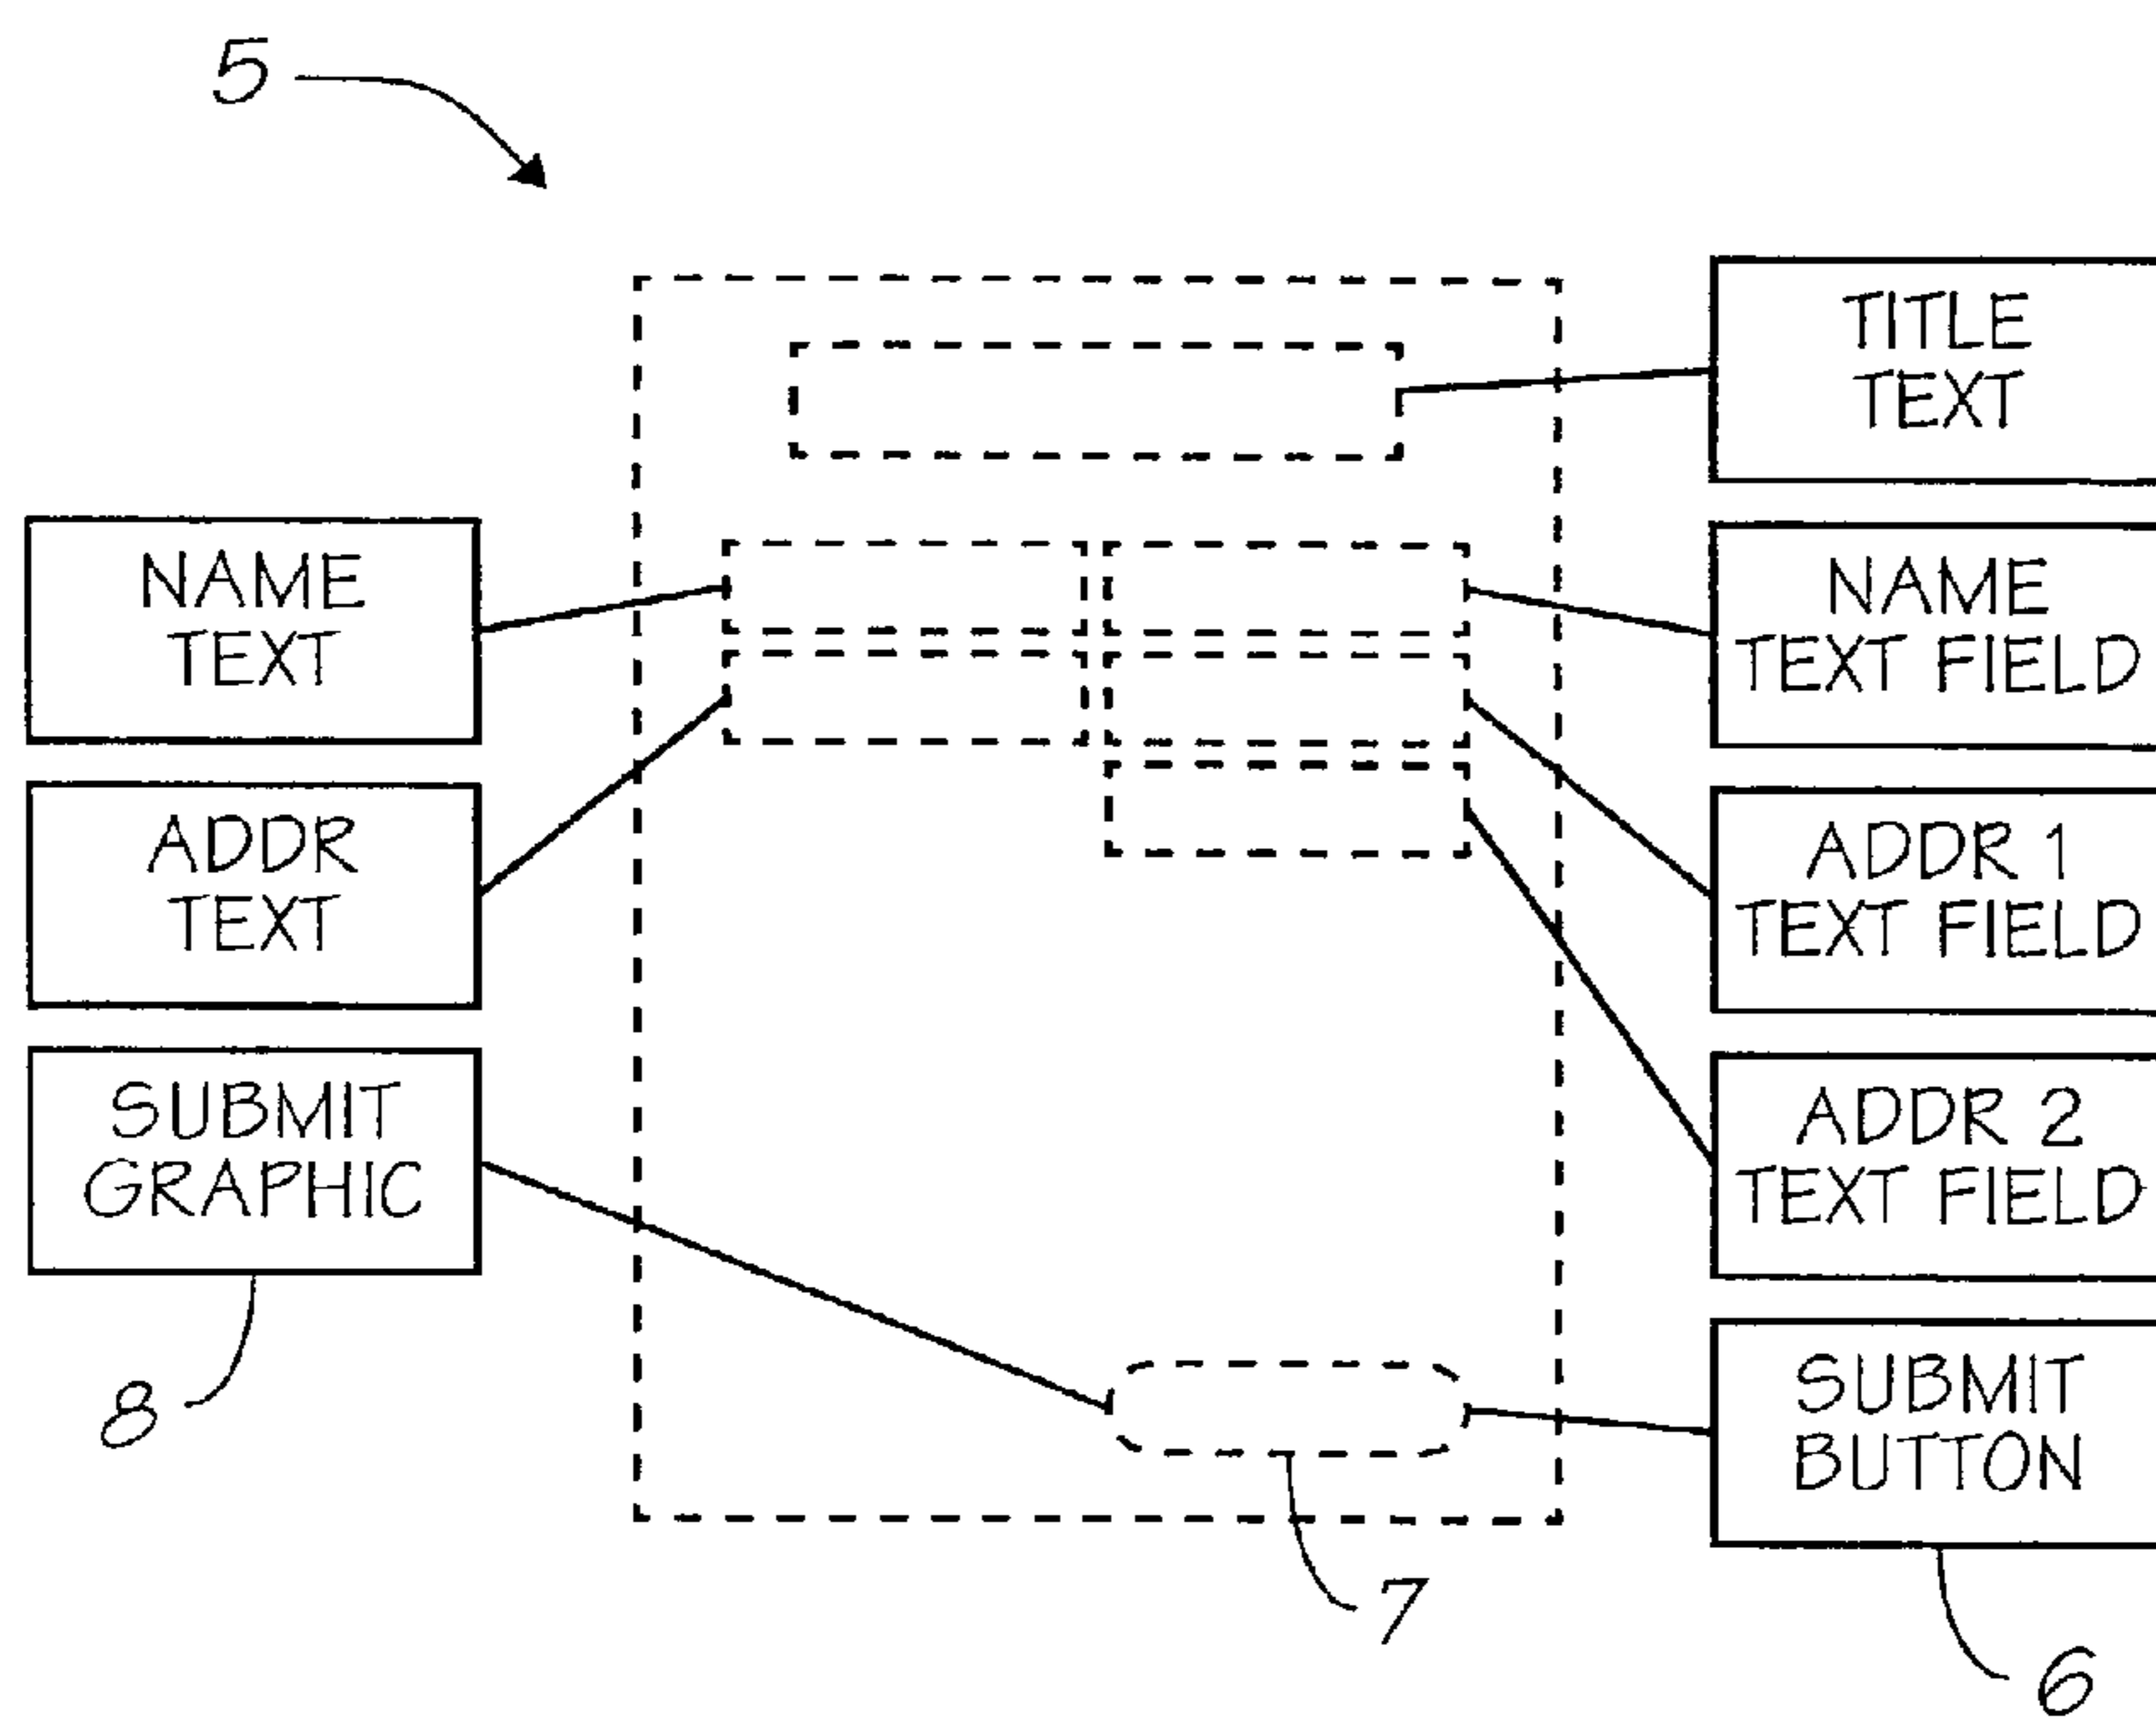 5
TITLE
TEXT
NAME
TEXT
NAME
TEXT FIELD
ADDR
TEXT
ADDR 1
TEXT FIELD
SUBMIT
GRAPHIC
ADDR 2
TEXT FIELD
8
SUBMIT
BUTTON
7
6